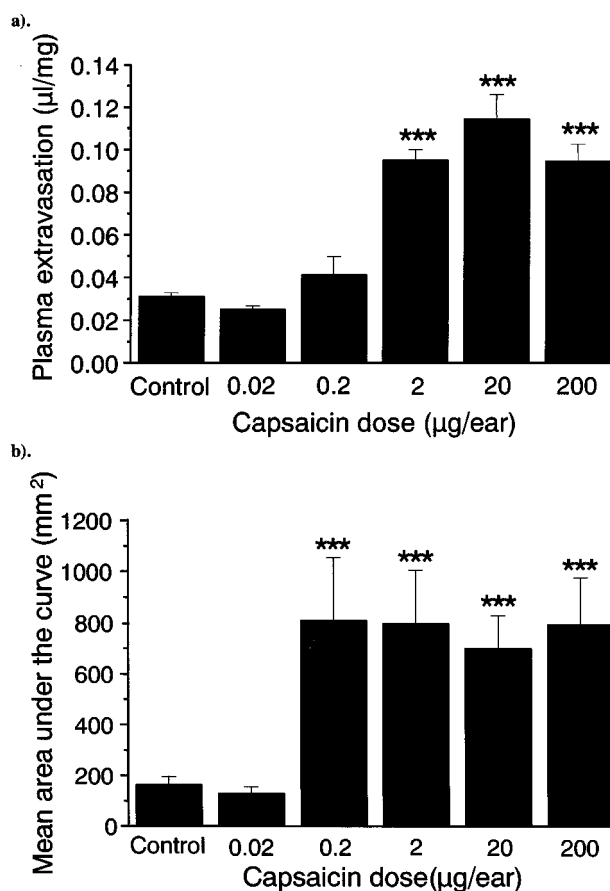 a).
Plasma extravasation (µl/mg)
0.14
0.12
0.10
0.08
0.06
0.04
0.02
0.00
***
***
***
Control 0.02 0.2 2 20 200
Capsaicin dose (µg/ear)
b).
Mean area under the curve (mm²)
1200
1000
800
600
400
200
0
***
***
***
***
Control 0.02 0.2 2 20 200
Capsaicin dose(µg/ear)